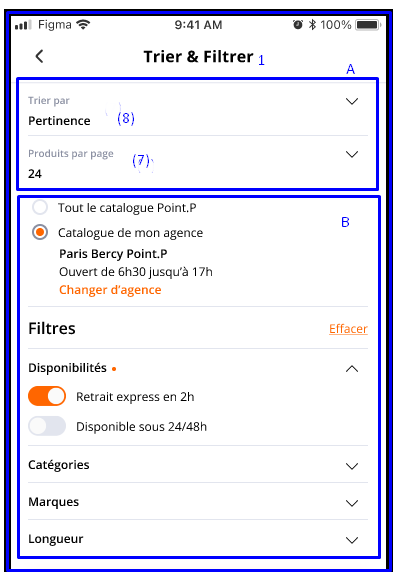 Figma 9:41 AM 100%
Trier & Filtrer 1
A
Trier par
Pertinence (8)
Produits par page (7)
24
Tout le catalogue Point.P
B
Catalogue de mon agence
Paris Bercy Point.P
Ouvert de 6h30 jusqu'à 17h
Changer d'agence
Filtres Effacer
Disponibilités
Retrait express en 2h
Disponible sous 24/48h
Catégories
Marques
Longueur